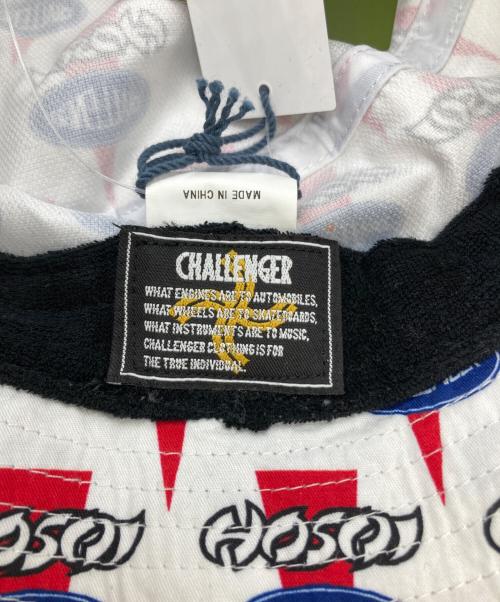 MADE IN CHINA
CHALLENGER
WHAT ENGINES ARE TO AUTOMOBILES,
WHAT WHEELS ARE TO SKATEBOARDS,
WHAT INSTRUMENTS ARE TO MUSIC,
CHALLENGER CLOTHING IS FOR
THE TRUE INDIVIDUAL.
HOSOI
HOSOI